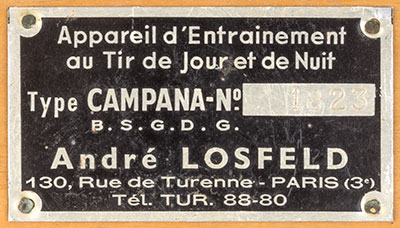 Appareil d'Entrainement
au Tir de Jour et de Nuit
Type CAMPANA-Nº 1823
B.S.G.D.G.
André LOSFELD
130, Rue de Turenne - PARIS (3e)
Tél. TUR. 88-80